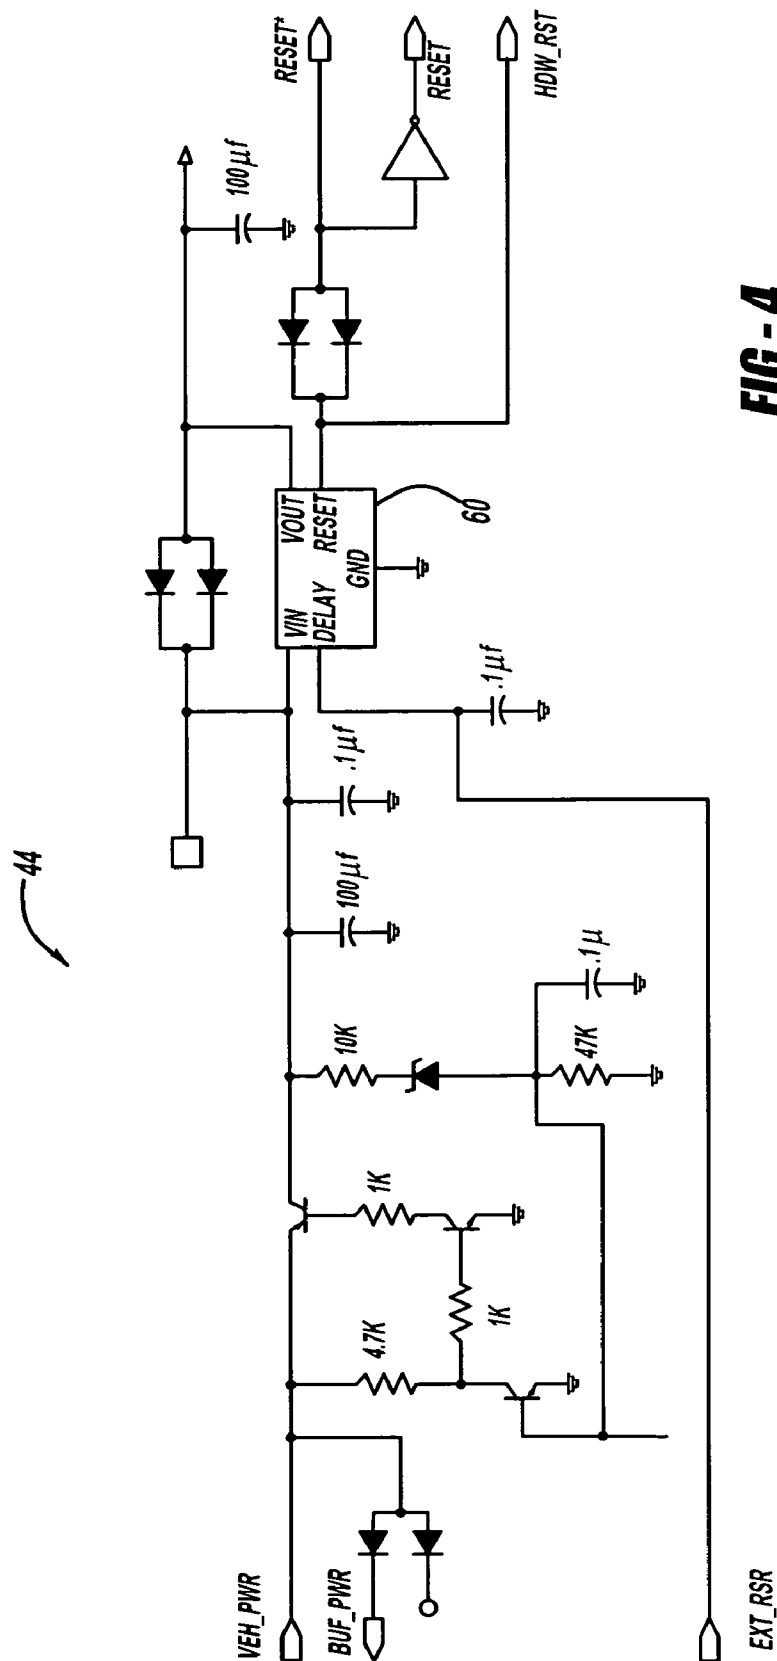 44
VEH_PWR
BUF_PWR
EXT_RSR
4.7K
1K
1K
10K
47K
.1µ
100µf
.1µf
.1µf
VIN
VOUT
DELAY
RESET
GND
60
100µf
RESET*
RESET
HDW_RST
FIG - 4